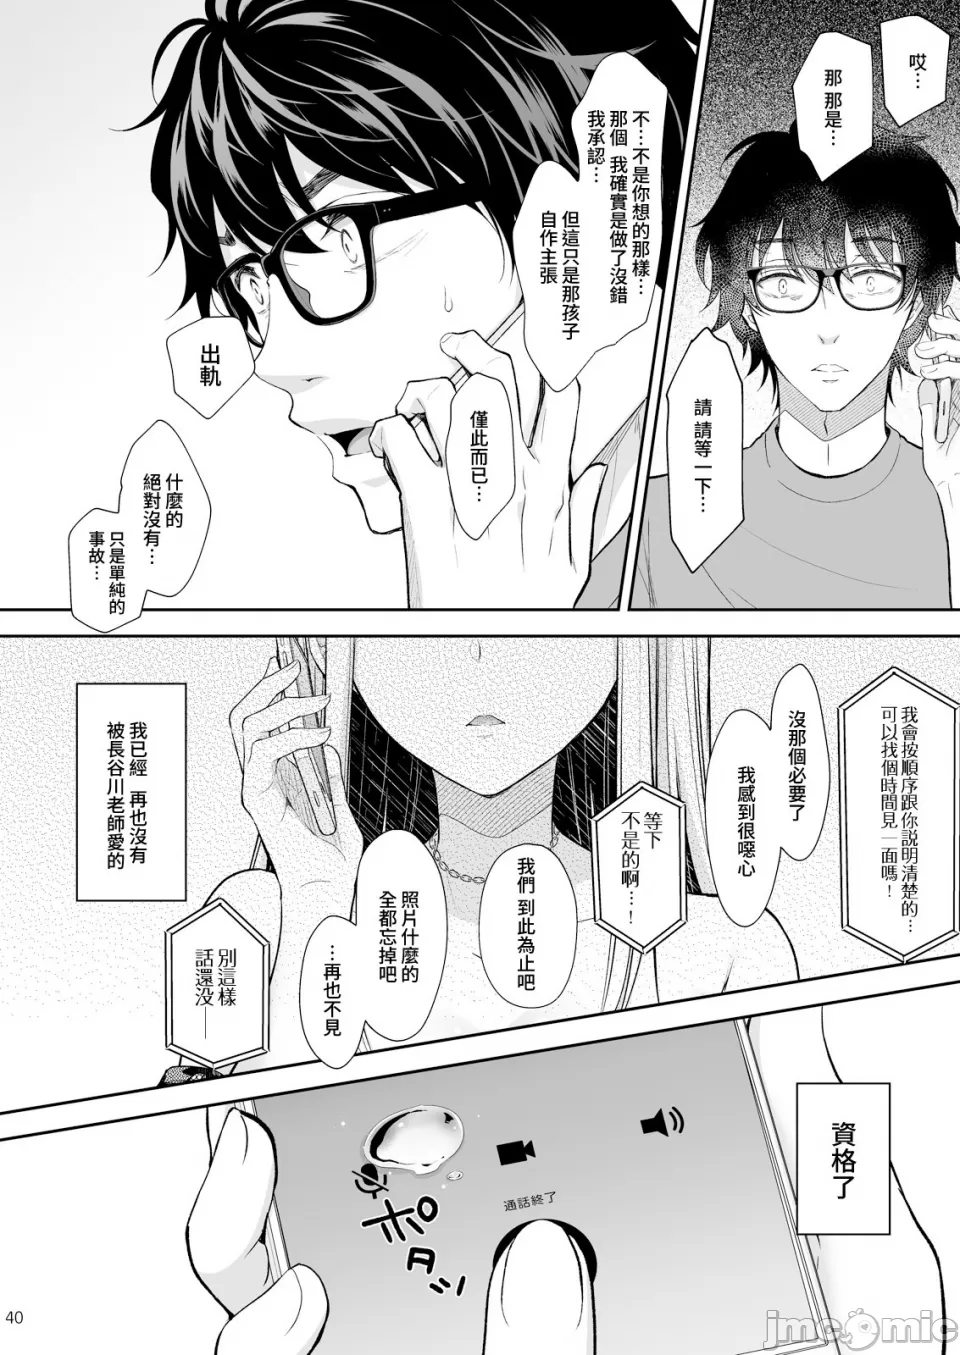 哎…
那 那是…
請 請等一下…
不…不是你想的那樣…
那個 我確實是做了沒錯
我承認…
但這只是那孩子
自作主張
僅此而已…
出軌
什麼的
絕對沒有…
只是單純的
事故…
我會按順序跟你說明清楚的…
可以找個時間見一面嗎！
沒那個必要了
我感到很噁心
等下
不是的啊…！
我們 到此為止吧
照片什麼的
全都忘掉吧
…再也不見
別這樣
話還没——
我已經 再也沒有
被長谷川老師愛的
資格了
通話終了
ポタッ
40
jmcomic